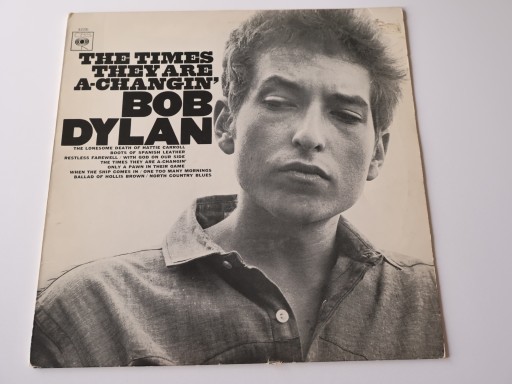 THE TIMES
THEY ARE
A-CHANGIN'
BOB
DYLAN
THE LONESOME DEATH OF HATTIE CARROLL
BOOTS OF SPANISH LEATHER
RESTLESS FAREWELL / WITH GOD ON OUR SIDE
THE TIMES THEY ARE A-CHANGIN'
ONLY A PAWN IN THEIR GAME
WHEN THE SHIP COMES IN / ONE TOO MANY MORNINGS
BALLAD OF HOLLIS BROWN / NORTH COUNTRY BLUES